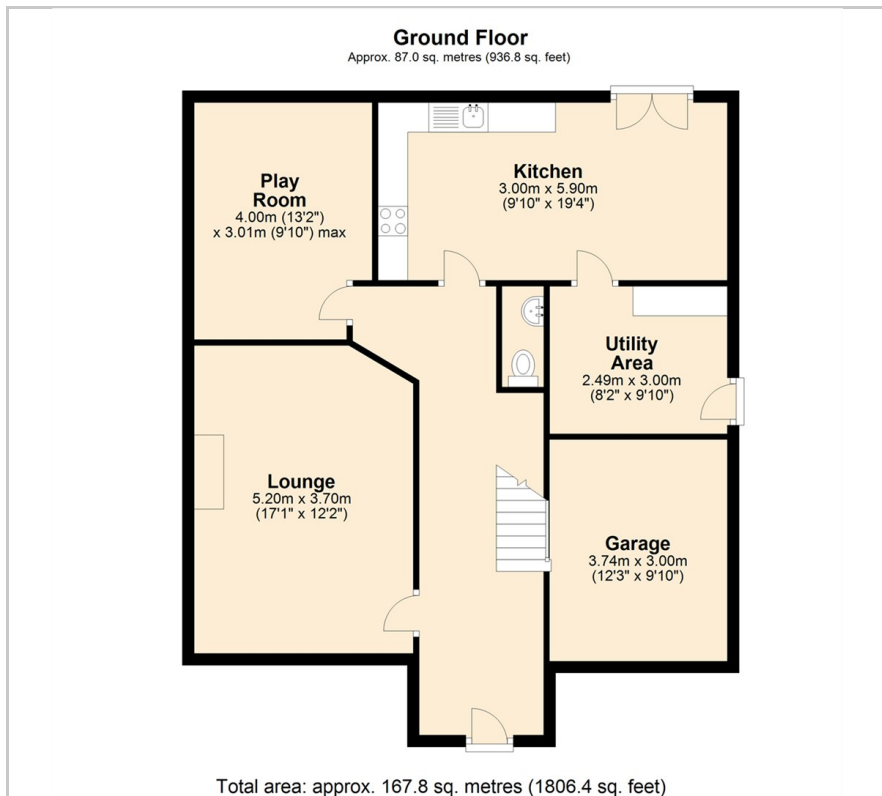 Ground Floor
Approx. 87.0 sq. metres (936.8 sq. feet)
Play
Room
4.00m (13'2")
x 3.01m (9'10") max
Kitchen
3.00m x 5.90m
(9'10" x 19'4")
Utility
Area
2.49m x 3.00m
(8'2" x 9'10")
Lounge
5.20m x 3.70m
(17'1" x 12'2")
Garage
3.74m x 3.00m
(12'3" x 9'10")
Total area: approx. 167.8 sq. metres (1806.4 sq. feet)